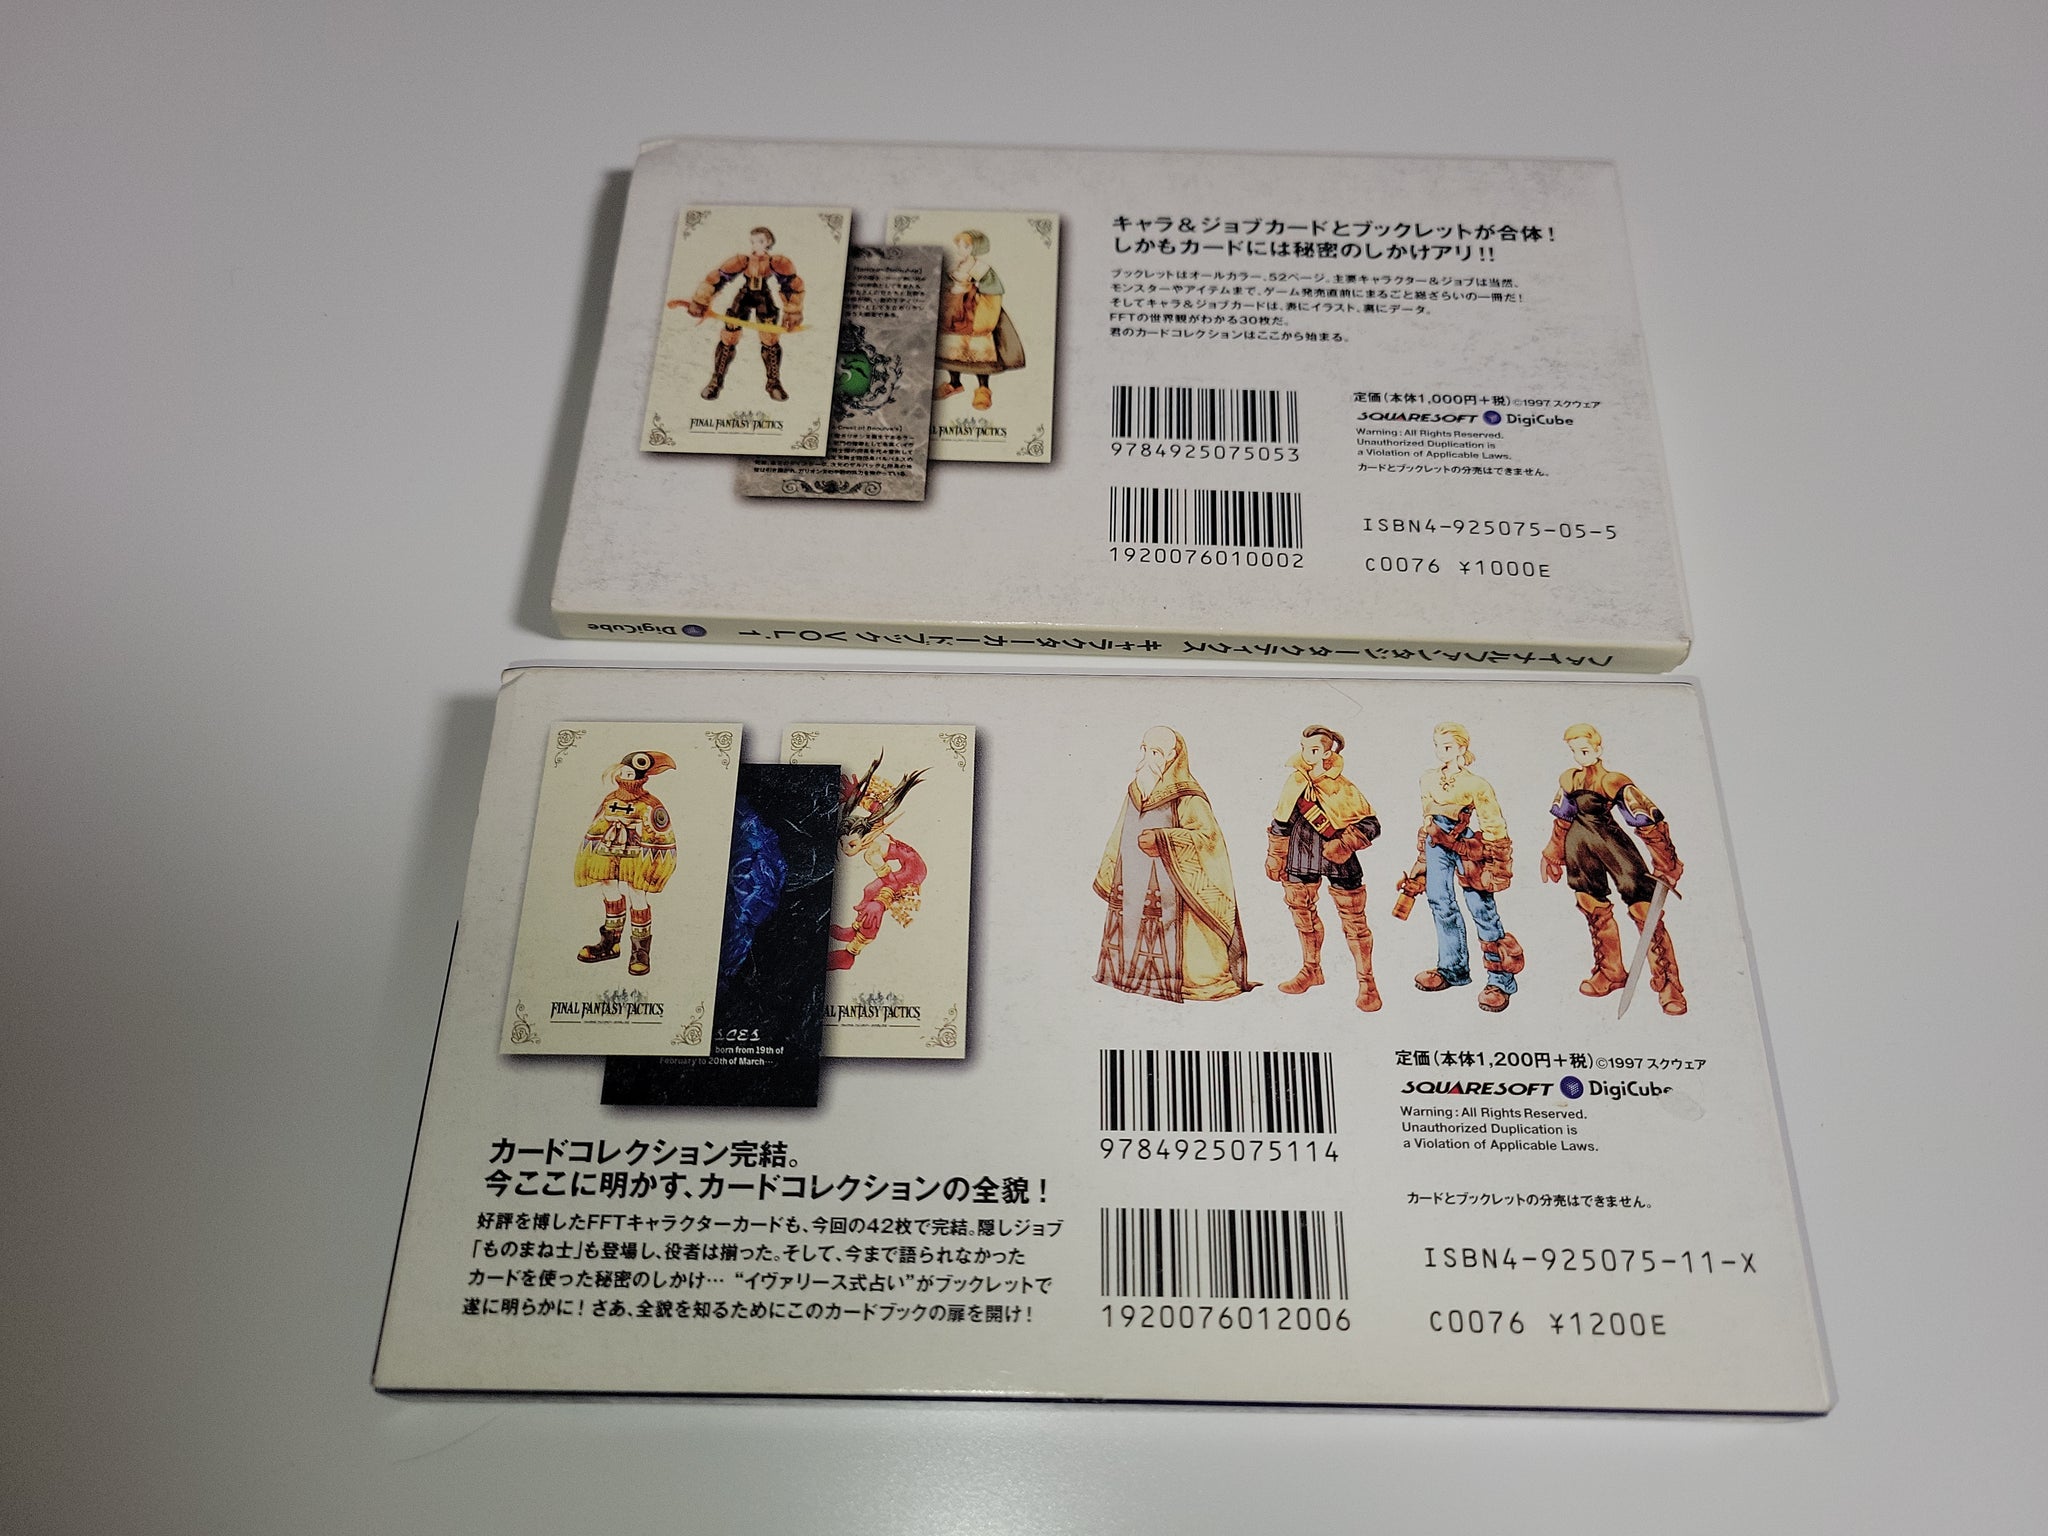 キャラ&ジョブカードとブックレットが合体!
しかもカードには秘密のしかけアリ!!
ブックレットはオールカラー、52ページ。主要キャラクター&ジョブは当然、
モンスターやアイテムまで、ゲーム発売直前にまるごと総ざらいの一冊だ!
そしてキャラ&ジョブカードは、表にイラスト、裏にデータ。
FFTの世界観がわかる30枚だ。
君のカードコレクションはここから始まる。
FINAL FANTASY TACTICS
FANTASY TACTICS
9784925075053
1920076010002
定価(本体1,000円+税)©1997 スクウェア
SQUARESOFT DigiCube
Warning: All Rights Reserved.
Unauthorized Duplication is
a Violation of Applicable Laws.
カードとブックレットの分売はできません。
ISBN4-925075-05-5
C0076 ¥1000E
ファイナルファンタジータクティクス キャラクターカードブック VOL.1 DigiCube
FINAL FANTASY TACTICS
AL FANTASY TACTICS
SCES
born from 19th of
February to 20th of March…
カードコレクション完結。
今ここに明かす、カードコレクションの全貌!
好評を博したFFTキャラクターカードも、今回の42枚で完結。隠しジョブ
「ものまね士」も登場し、役者は揃った。そして、今まで語られなかった
カードを使った秘密のしかけ… “イヴァリース式占い”がブックレットで
遂に明らかに! さあ、全貌を知るためにこのカードブックの扉を開け!
9784925075114
1920076012006
定価(本体1,200円+税)©1997 スクウェア
SQUARESOFT DigiCube
Warning: All Rights Reserved.
Unauthorized Duplication is
a Violation of Applicable Laws.
カードとブックレットの分売はできません。
ISBN4-925075-11-X
C0076 ¥1200E